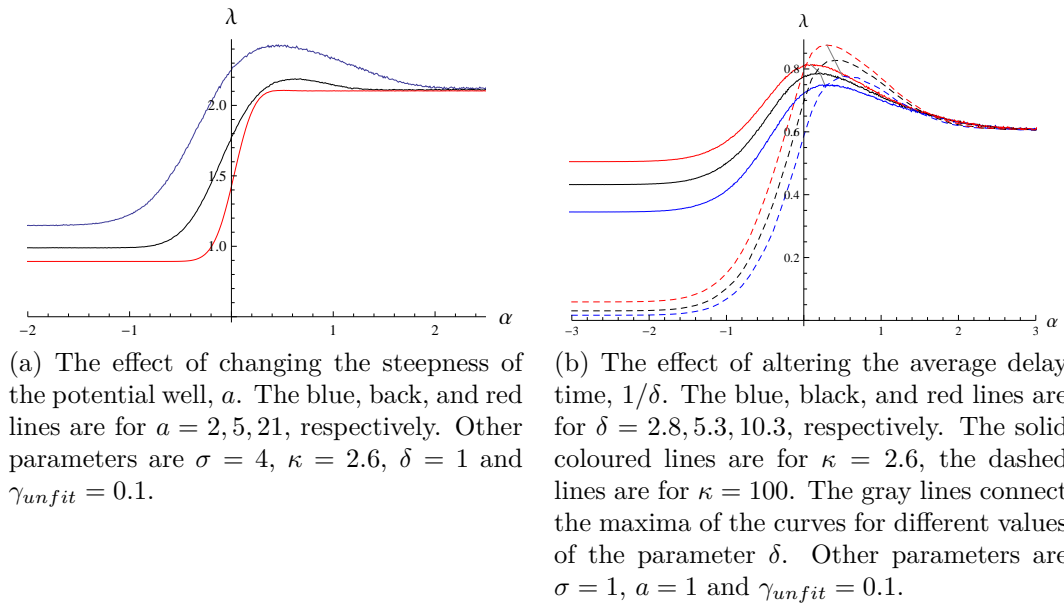 λ
2.0
1.5
1.0
-2
-1
1
2
α
λ
0.8
0.6
0.4
0.2
-3
-2
-1
1
2
3
α
(a) The effect of changing the steepness of
the potential well, a. The blue, back, and red
lines are for a = 2, 5, 21, respectively. Other
parameters are σ = 4, κ = 2.6, δ = 1 and
γunfit = 0.1.
(b) The effect of altering the average delay
time, 1/δ. The blue, black, and red lines are
for δ = 2.8, 5.3, 10.3, respectively. The solid
coloured lines are for κ = 2.6, the dashed
lines are for κ = 100. The gray lines connect
the maxima of the curves for different values
of the parameter δ. Other parameters are
σ = 1, a = 1 and γunfit = 0.1.